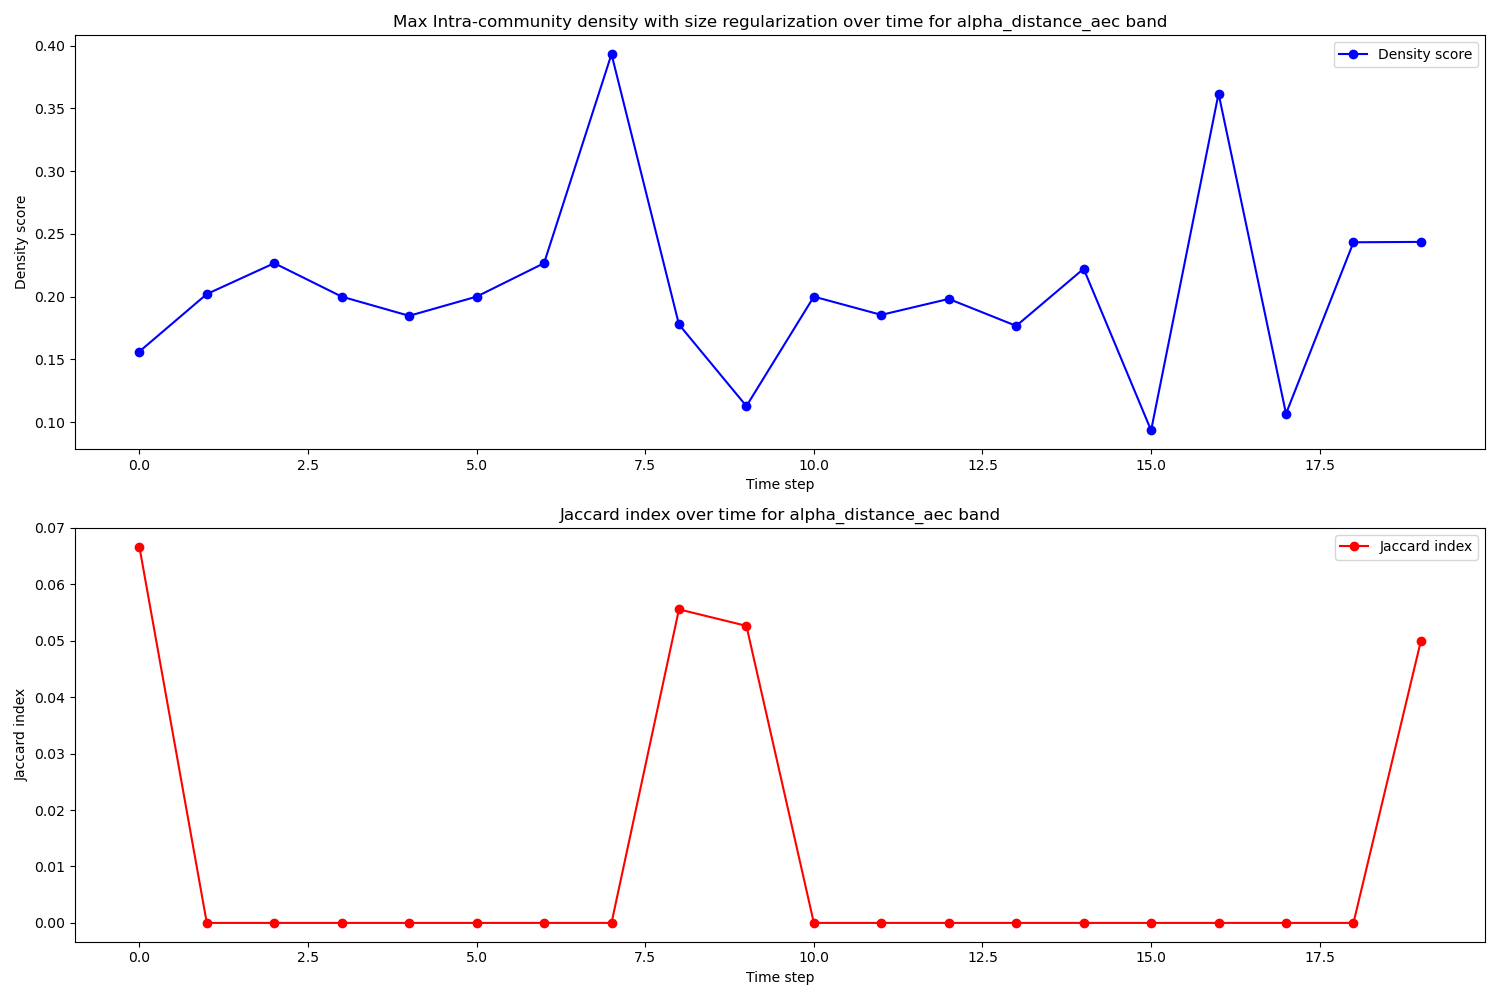 Max Intra-community density with size regularization over time for alpha_distance_aec band
Density score
0.40
0.35
0.30
0.25
0.20
0.15
0.10
Density score
0.0 2.5 5.0 7.5 10.0 12.5 15.0 17.5
Time step
Jaccard index over time for alpha_distance_aec band
Jaccard index
0.07
0.06
0.05
0.04
0.03
0.02
0.01
0.00
Jaccard index
0.0 2.5 5.0 7.5 10.0 12.5 15.0 17.5
Time step